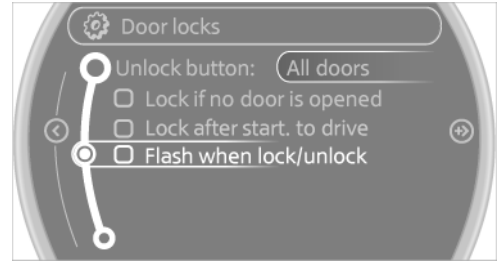 Door locks
Unlock button: All doors
Lock if no door is opened
Lock after start. to drive
Flash when lock/unlock